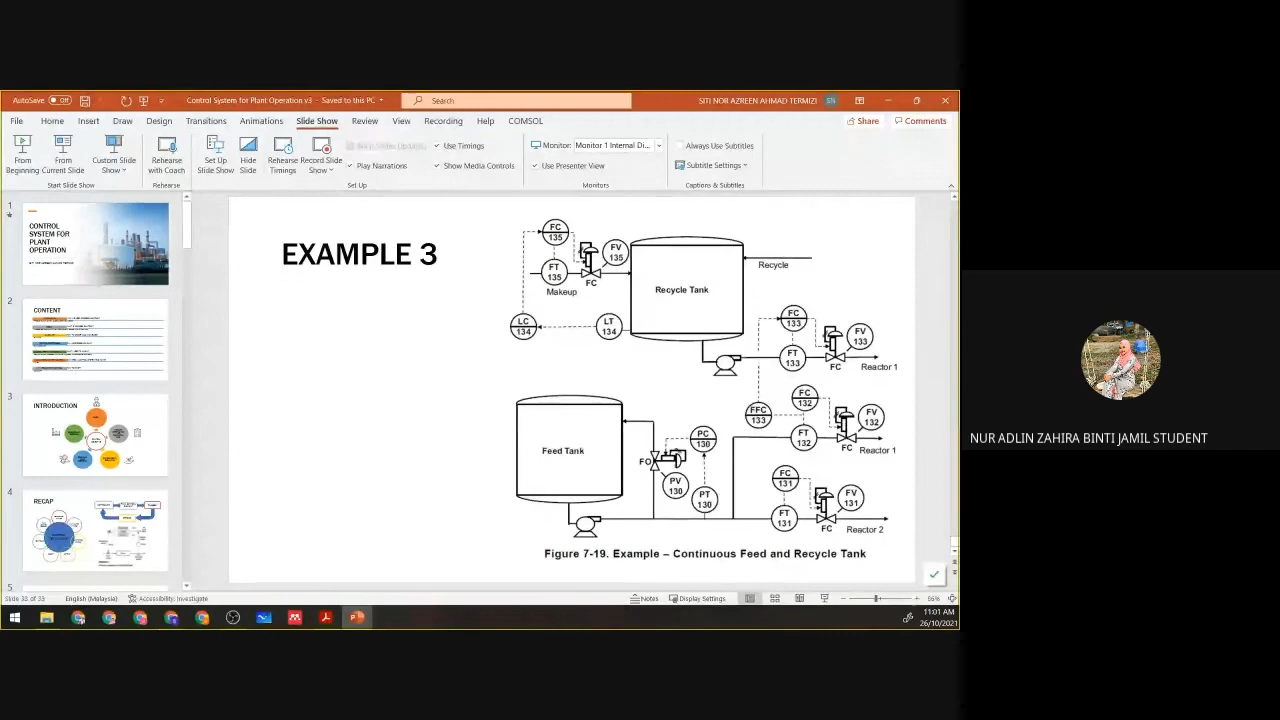 AutoSave Off
Control System for Plant Operation v3 - Saved to this PC
Search
SITI NOR AZREEN AHMAD TERMIZI SN
File Home Insert Draw Design Transitions Animations Slide Show Review View Recording Help COMSOL
Share Comments
From Beginning
From Current Slide
Custom Slide Show
Rehearse with Coach
Set Up Slide Show
Hide Slide
Rehearse Timings
Record Slide Show
Play Narrations
Use Timings
Show Media Controls
Monitor: Monitor 1 Internal Di...
Use Presenter View
Always Use Subtitles
Subtitle Settings
Start Slide Show Rehearse Set Up Monitors Captions & Subtitles
1
CONTROL
SYSTEM FOR
PLANT
OPERATION
2
CONTENT
3
INTRODUCTION
4
RECAP
5
EXAMPLE 3
FC 135
FV 135
FT 135
FC
Makeup
LC 134
LT 134
Recycle Tank
Recycle
FC 133
FV 133
FT 133
FC
Reactor 1
FFC 133
FC 132
FV 132
FT 132
FC
Reactor 1
Feed Tank
FO
PC 130
PV 130
PT 130
FC 131
FV 131
FT 131
FC
Reactor 2
Figure 7-19. Example – Continuous Feed and Recycle Tank
NUR ADLIN ZAHIRA BINTI JAMIL STUDENT
Slide 33 of 35 English (Malaysia) Accessibility: Investigate
Notes Display Settings 56%
11:01 AM
26/10/2021